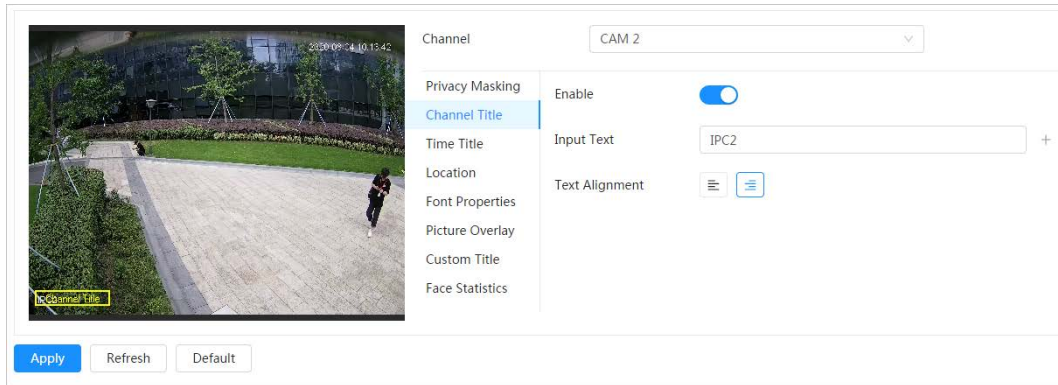 2020-09-04 10:13:42
Channel Title
Channel
CAM 2
Privacy Masking
Channel Title
Time Title
Location
Font Properties
Picture Overlay
Custom Title
Face Statistics
Enable
Input Text
IPC2
+
Text Alignment
Apply
Refresh
Default